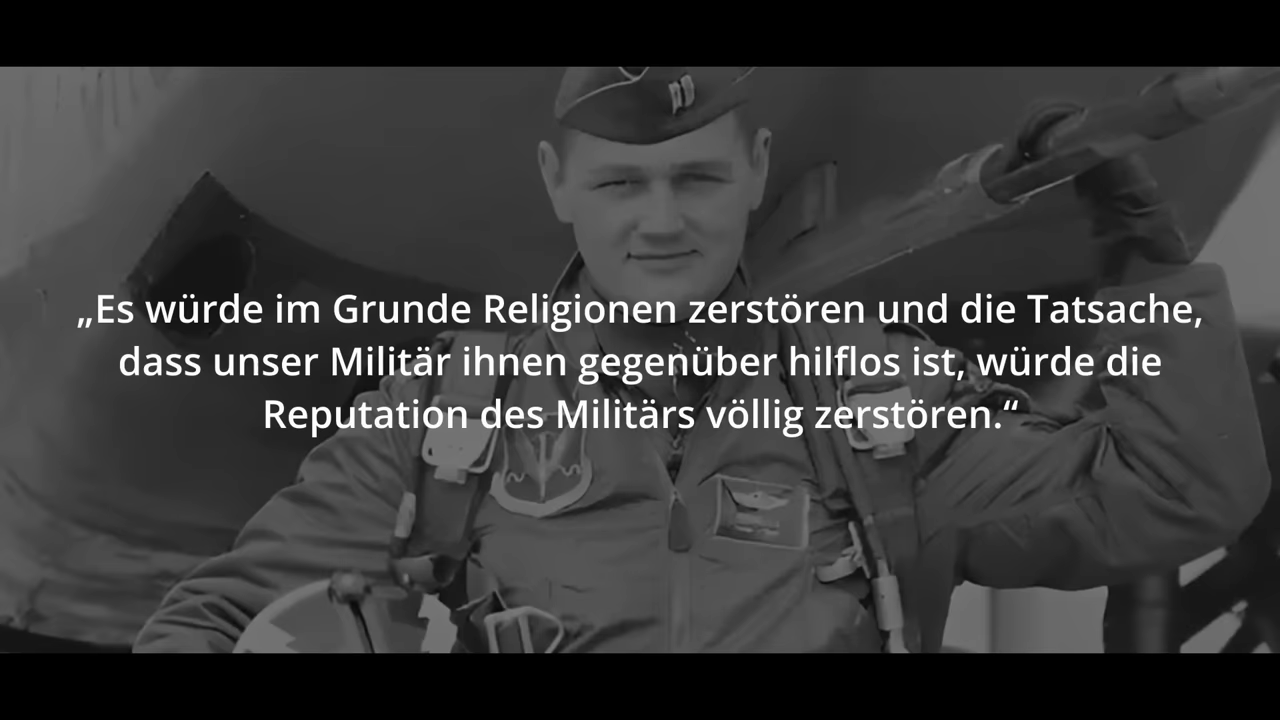 „Es würde im Grunde Religionen zerstören und die Tatsache,
dass unser Militär ihnen gegenüber hilflos ist, würde die
Reputation des Militärs völlig zerstören.“